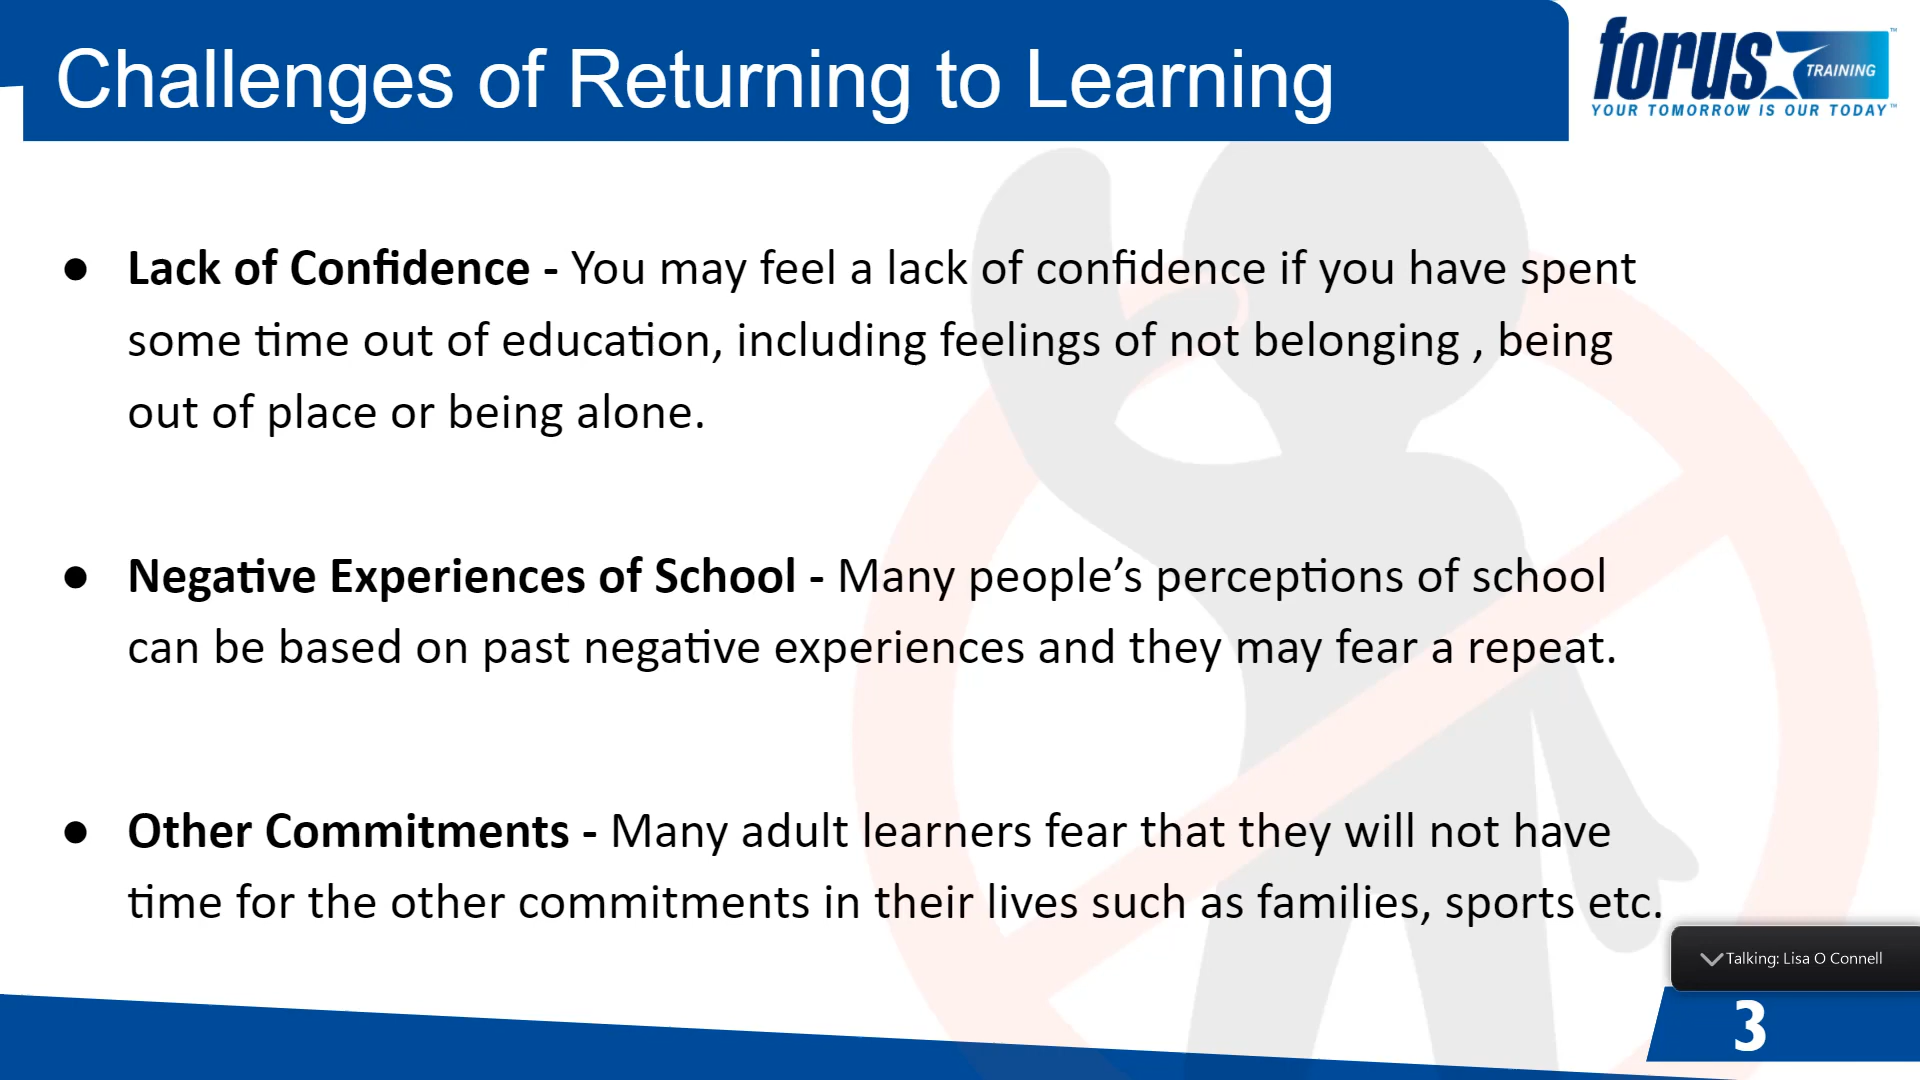 Challenges of Returning to Learning
forus TRAINING™
YOUR TOMORROW IS OUR TODAY™
● Lack of Confidence - You may feel a lack of confidence if you have spent
some time out of education, including feelings of not belonging , being
out of place or being alone.
● Negative Experiences of School - Many people’s perceptions of school
can be based on past negative experiences and they may fear a repeat.
● Other Commitments - Many adult learners fear that they will not have
time for the other commitments in their lives such as families, sports etc.
Talking: Lisa O Connell
3